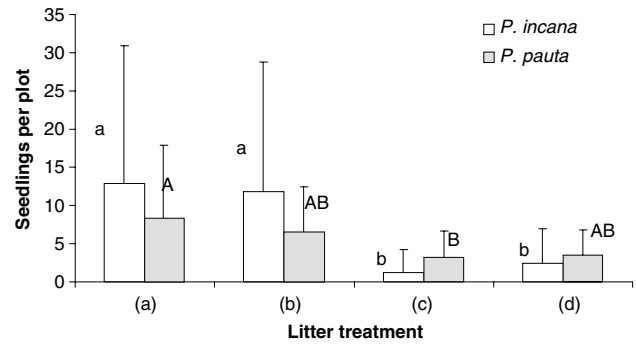 35
30
25
20
15
10
5
0
Seedlings per plot
P. incana
P. pauta
a
A
a
AB
b
B
b
AB
(a) (b) (c) (d)
Litter treatment